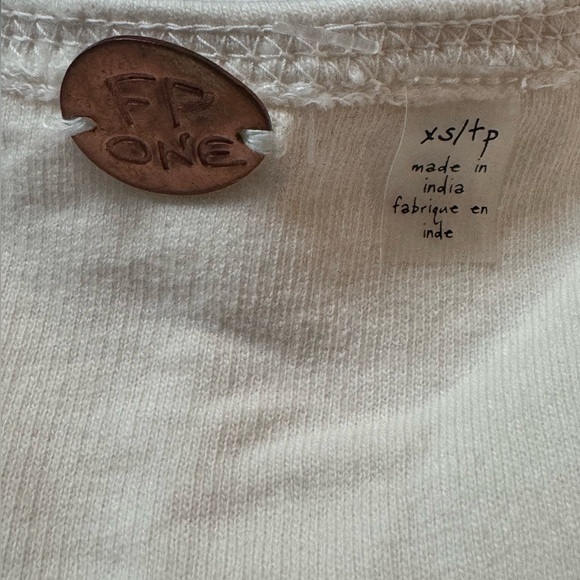 FP
ONE
xs/tp
made in
india
fabrique en
inde